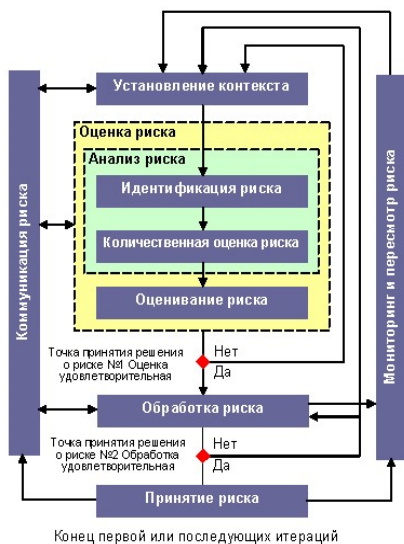 Установление контекста
Оценка риска
Анализ риска
Идентификация риска
Количественная оценка риска
Оценивание риска
Коммуникация риска
Мониторинг и пересмотр риска
Точка принятия решения
о риске №1 Оценка
удовлетворительная
Нет
Да
Обработка риска
Точка принятия решения
о риске №2 Обработка
удовлетворительная
Нет
Да
Принятие риска
Конец первой или последующих итераций